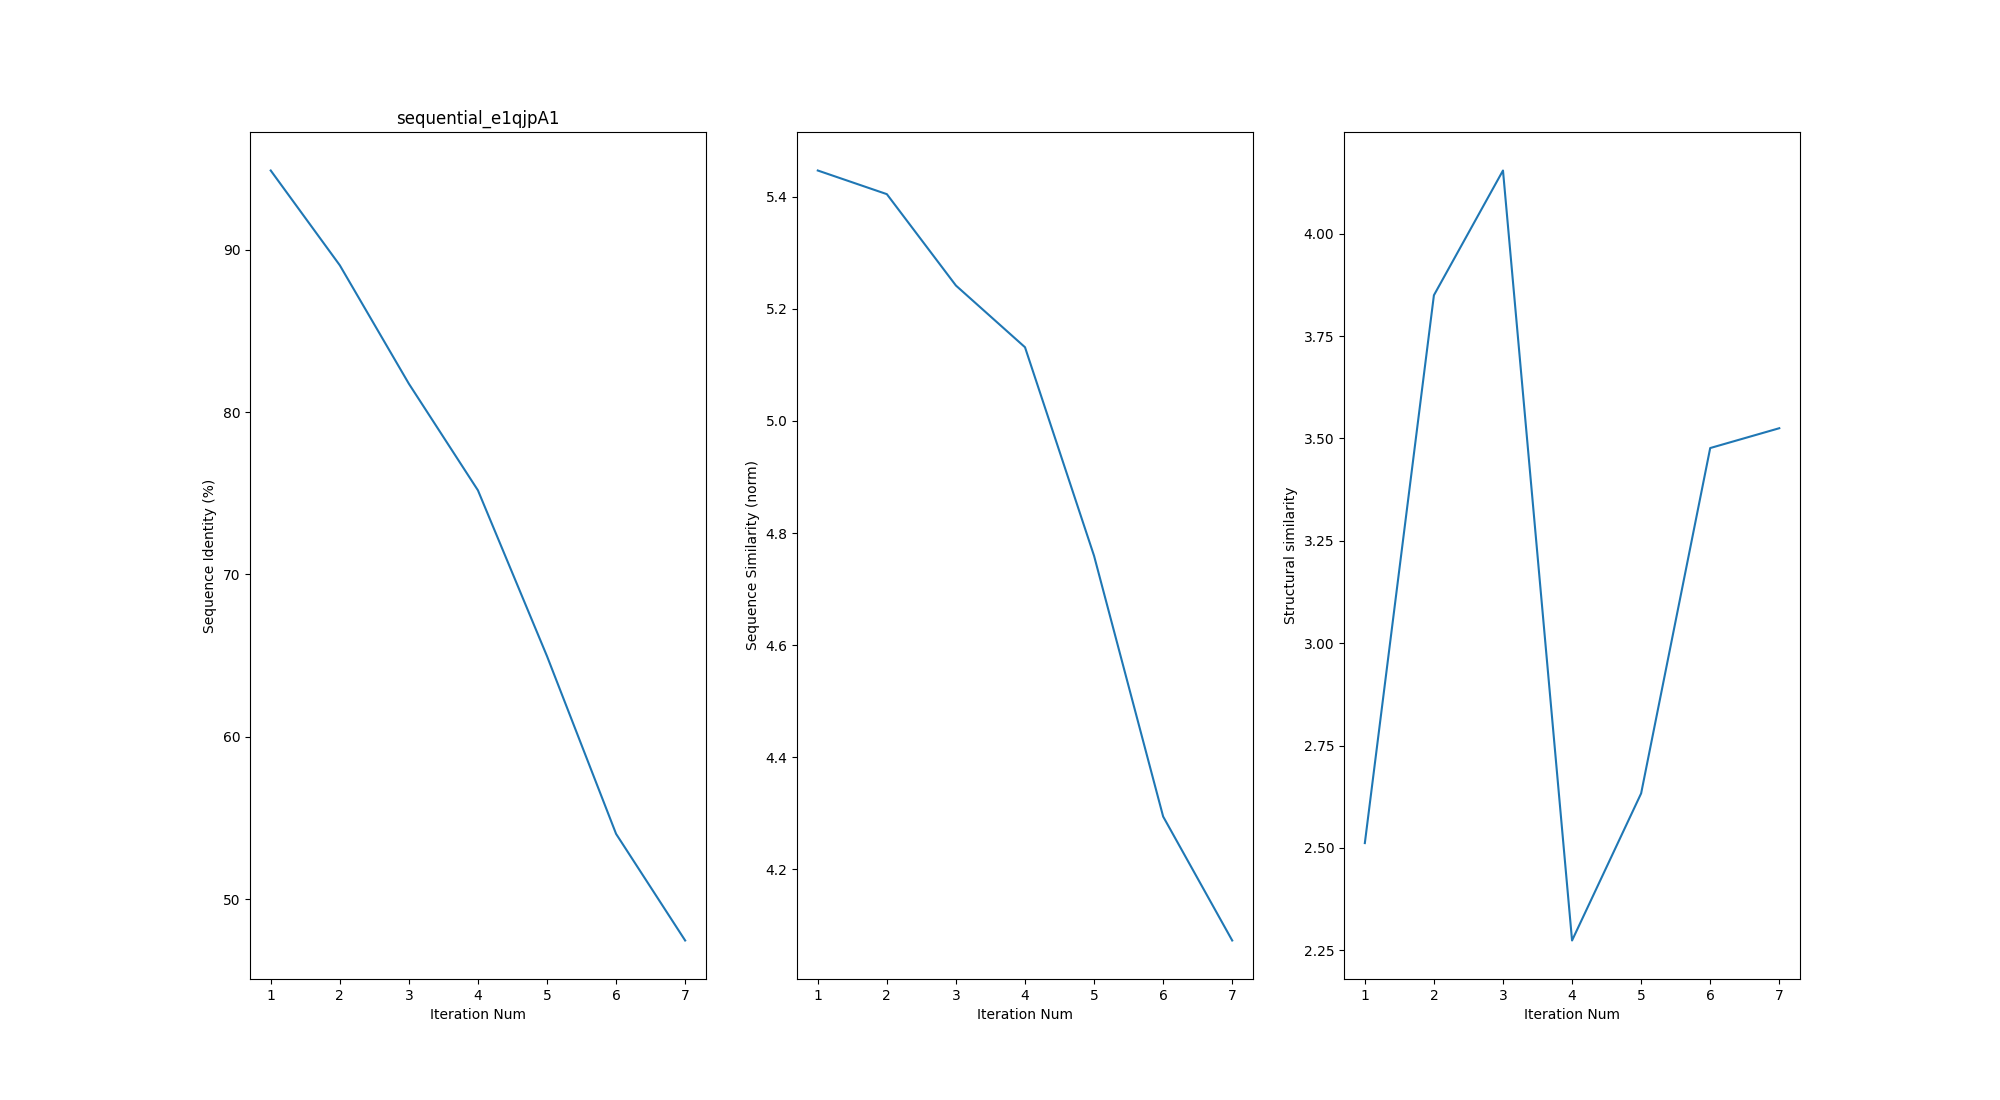 sequential_e1qjpA1
Sequence Identity (%)
90
80
70
60
50
1 2 3 4 5 6 7
Iteration Num
Sequence Similarity (norm)
5.4
5.2
5.0
4.8
4.6
4.4
4.2
1 2 3 4 5 6 7
Iteration Num
Structural similarity
4.00
3.75
3.50
3.25
3.00
2.75
2.50
2.25
1 2 3 4 5 6 7
Iteration Num